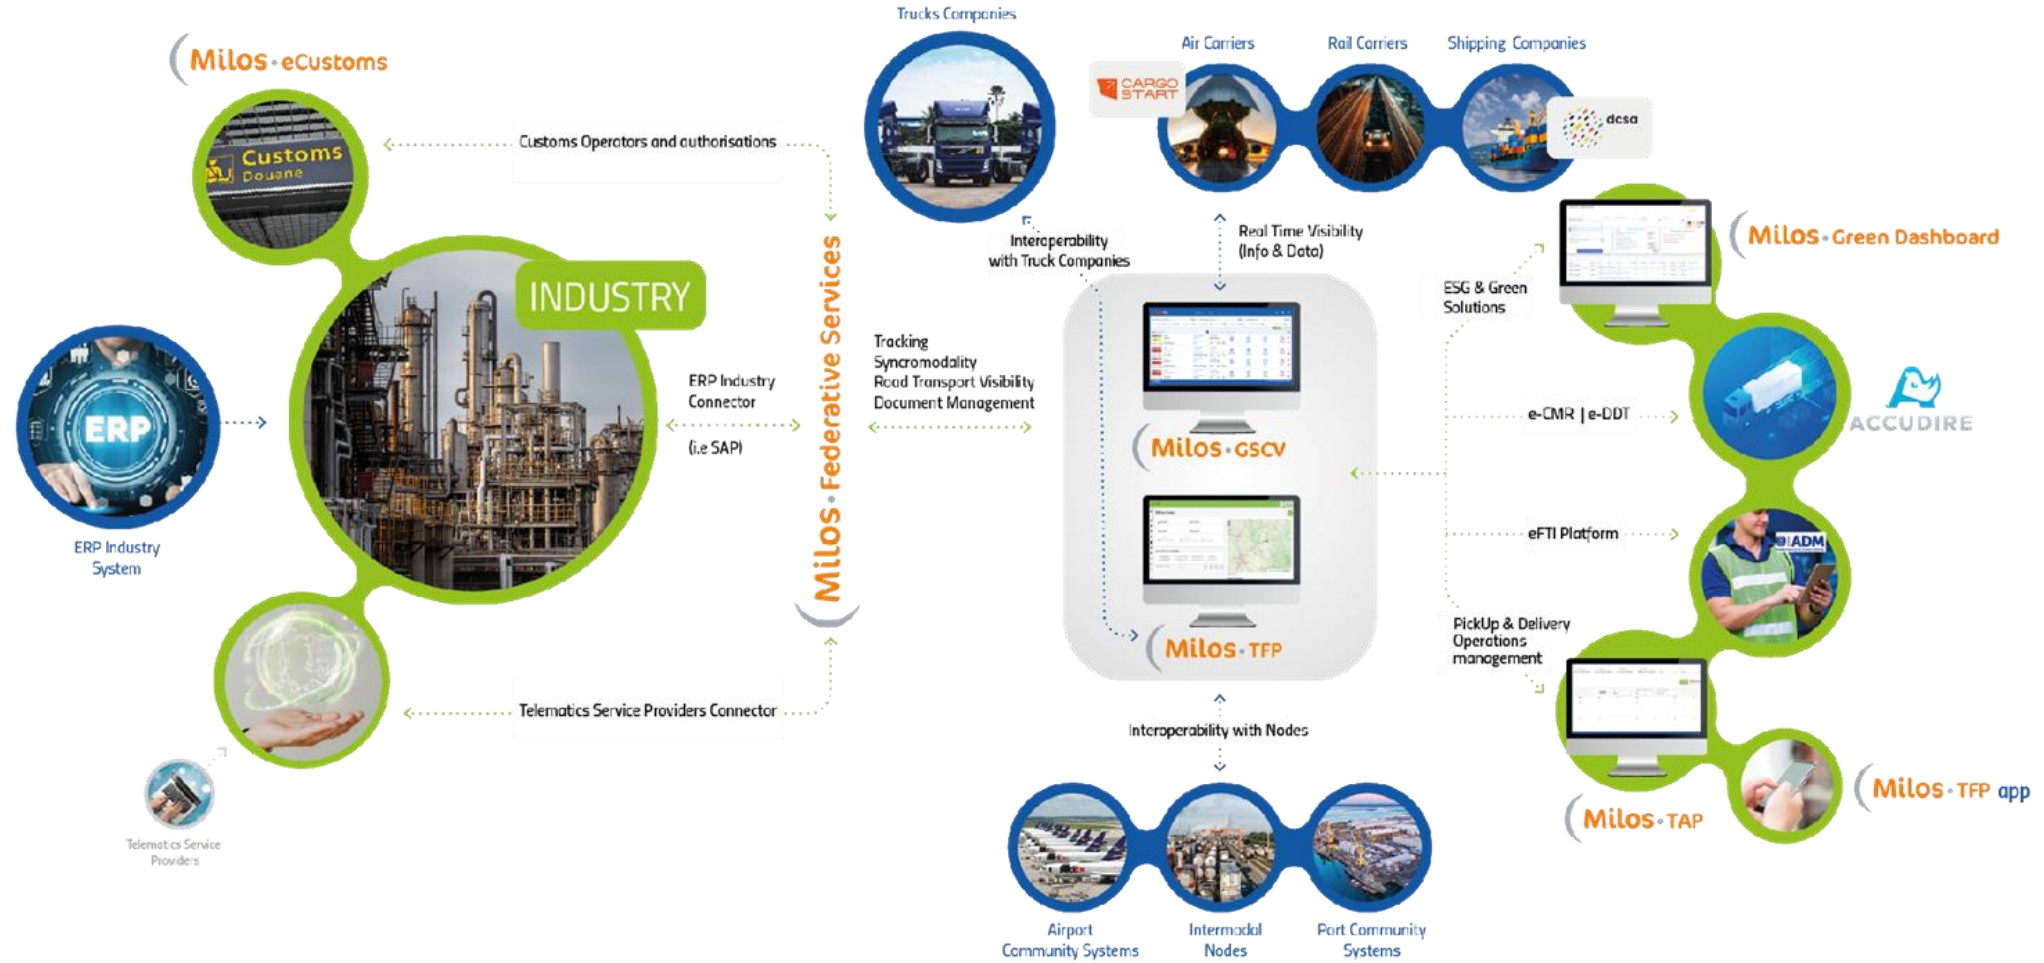 Trucks Companies
Air Carriers
Rail Carriers
Shipping Companies
Milos·eCustoms
CARGO
START
dcsa
Customs
Douane
Customs Operators and authorisations
Real Time Visibility
(Info & Data)
Interoperability
with Truck Companies
Milos·Green Dashboard
INDUSTRY
ESG & Green
Solutions
Milos·Federative Services
Tracking
Syncromodality
Road Transport Visibility
Document Management
ERP Industry
Connector
(i.e SAP)
ERP
e-CMR | e-DDT
ACCUDIRE
Milos·GSCV
ERP Industry
System
eFTI Platform
ADM
PickUp & Delivery
Operations
management
Milos·TFP
Telematics Service Providers Connector
Interoperability with Nodes
Milos·TFP app
Milos·TAP
Telematics Service
Providers
Airport
Community Systems
Intermodal
Nodes
Port Community
Systems